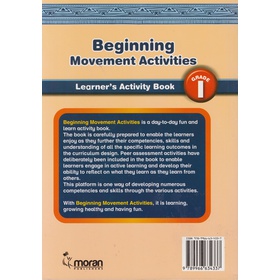 Beginning
Movement Activities
Learner's Activity Book
GRADE
1
Beginning Movement Activities is a day-to-day fun and
learn activity book.
The book is carefully prepared to enable the learners
enjoy as they further their competencies, skills and
understanding of all the specific learning outcomes in
the curriculum design. Peer assessment activities have
deliberately been included in the book to enable
learners engage in active learning and develop their
ability to reflect on what they learn as they learn from
others.
This platform is one way of developing numerous
competencies and skills through the various activities.
With Beginning Movement Activities, it is learning,
growing healthy and having fun.
moran
PUBLISHERS
9 789966 634337